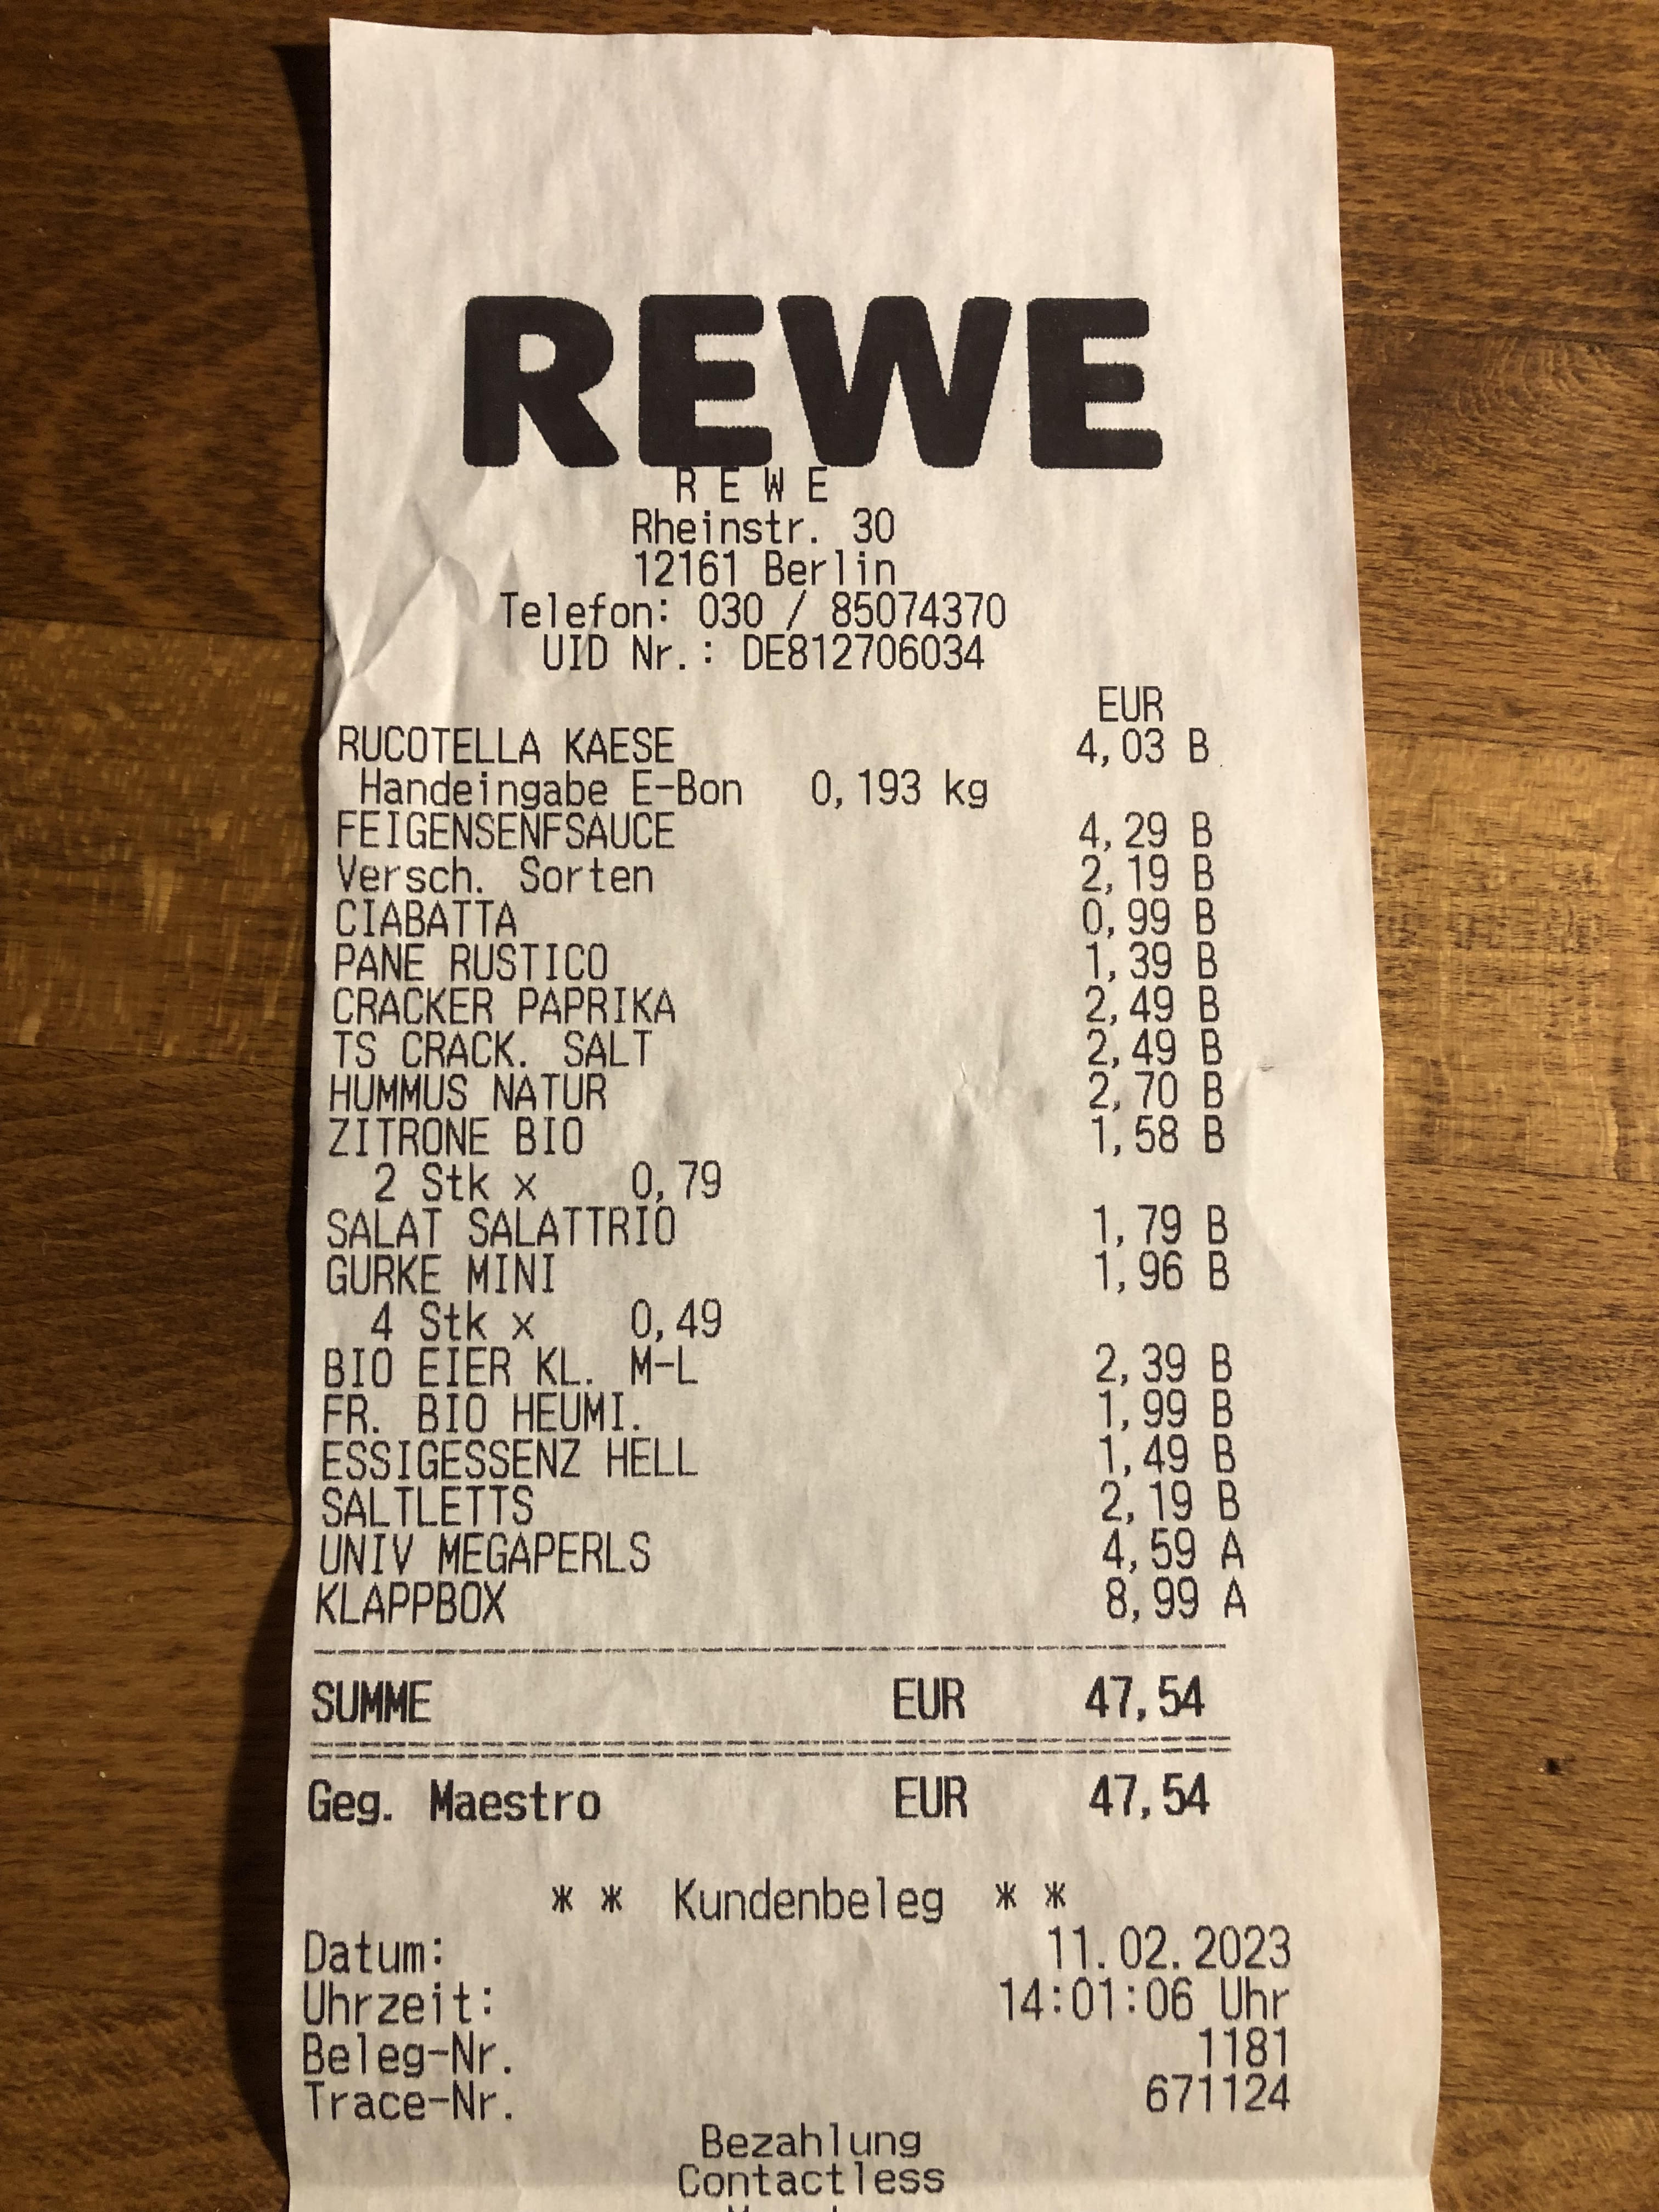 REWE
R E W E
Rheinstr. 30
12161 Berlin
Telefon: 030 / 85074370
UID Nr.: DE812706034
EUR
RUCOTELLA KAESE 4,03 B
Handeingabe E-Bon 0,193 kg
FEIGENSENFSAUCE 4,29 B
Versch. Sorten 2,19 B
CIABATTA 0,99 B
PANE RUSTICO 1,39 B
CRACKER PAPRIKA 2,49 B
TS CRACK. SALT 2,49 B
HUMMUS NATUR 2,70 B
ZITRONE BIO 1,58 B
2 Stk x 0,79
SALAT SALATTRIO 1,79 B
GURKE MINI 1,96 B
4 Stk x 0,49
BIO EIER KL. M-L 2,39 B
FR. BIO HEUMI. 1,99 B
ESSIGESSENZ HELL 1,49 B
SALTLETTS 2,19 B
UNIV MEGAPERLS 4,59 A
KLAPPBOX 8,99 A
SUMME EUR 47,54
Geg. Maestro EUR 47,54
* * Kundenbeleg * *
Datum: 11.02.2023
Uhrzeit: 14:01:06 Uhr
Beleg-Nr. 1181
Trace-Nr. 671124
Bezahlung
Contactless